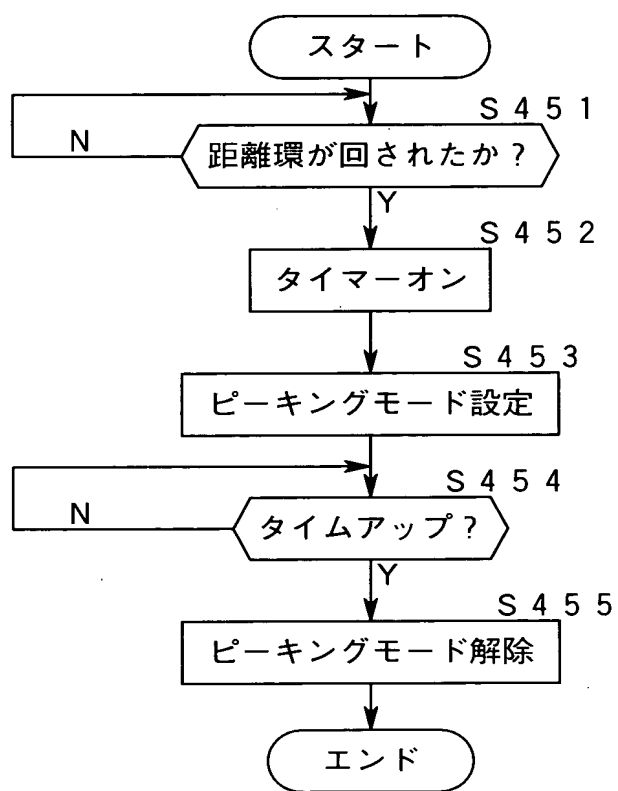 スタート
S451
N
距離環が回されたか?
Y
S452
タイマーオン
S453
ピーキングモード設定
S454
N
タイムアップ?
Y
S455
ピーキングモード解除
エンド